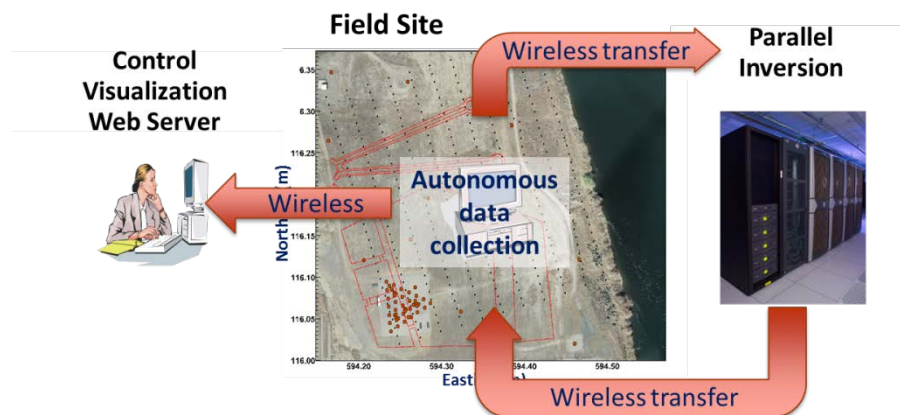 Field Site
Wireless transfer
Parallel
Inversion
Control
Visualization
Web Server
6.35
6.30
116.25
116.20
116.15
116.10
116.05
116.00
Autonomous
data
collection
Wireless
594.20
594.30
594.40
594.50
Wireless transfer